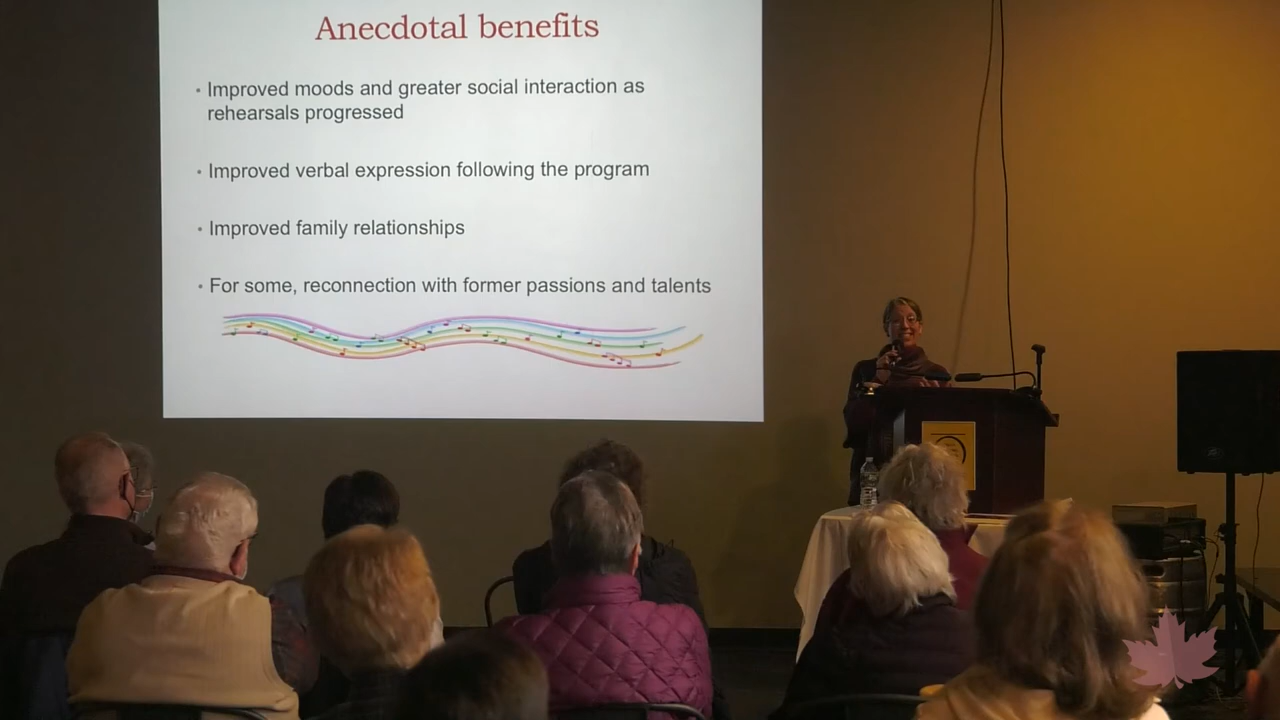 Anecdotal benefits
• Improved moods and greater social interaction as
rehearsals progressed
• Improved verbal expression following the program
• Improved family relationships
• For some, reconnection with former passions and talents